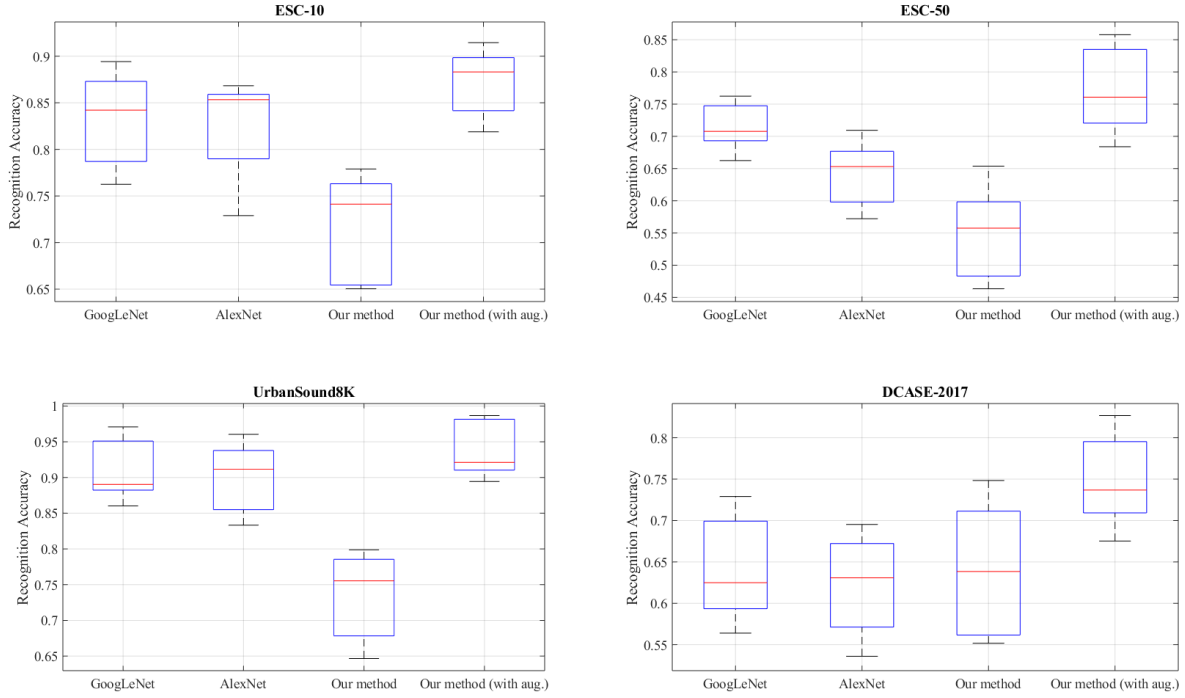 ESC-10
Recognition Accuracy
0.9
0.85
0.8
0.75
0.7
0.65
GoogLeNet AlexNet Our method Our method (with aug.)
ESC-50
Recognition Accuracy
0.85
0.8
0.75
0.7
0.65
0.6
0.55
0.5
0.45
GoogLeNet AlexNet Our method Our method (with aug.)
UrbanSound8K
Recognition Accuracy
1
0.95
0.9
0.85
0.8
0.75
0.7
0.65
GoogLeNet AlexNet Our method Our method (with aug.)
DCASE-2017
Recognition Accuracy
0.8
0.75
0.7
0.65
0.6
0.55
GoogLeNet AlexNet Our method Our method (with aug.)